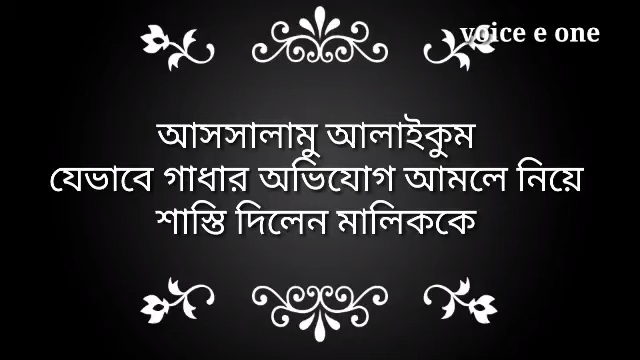 voice e one
আসসালামু আলাইকুম
যেভাবে গাধার অভিযোগ আমলে নিয়ে
শাস্তি দিলেন মালিককে